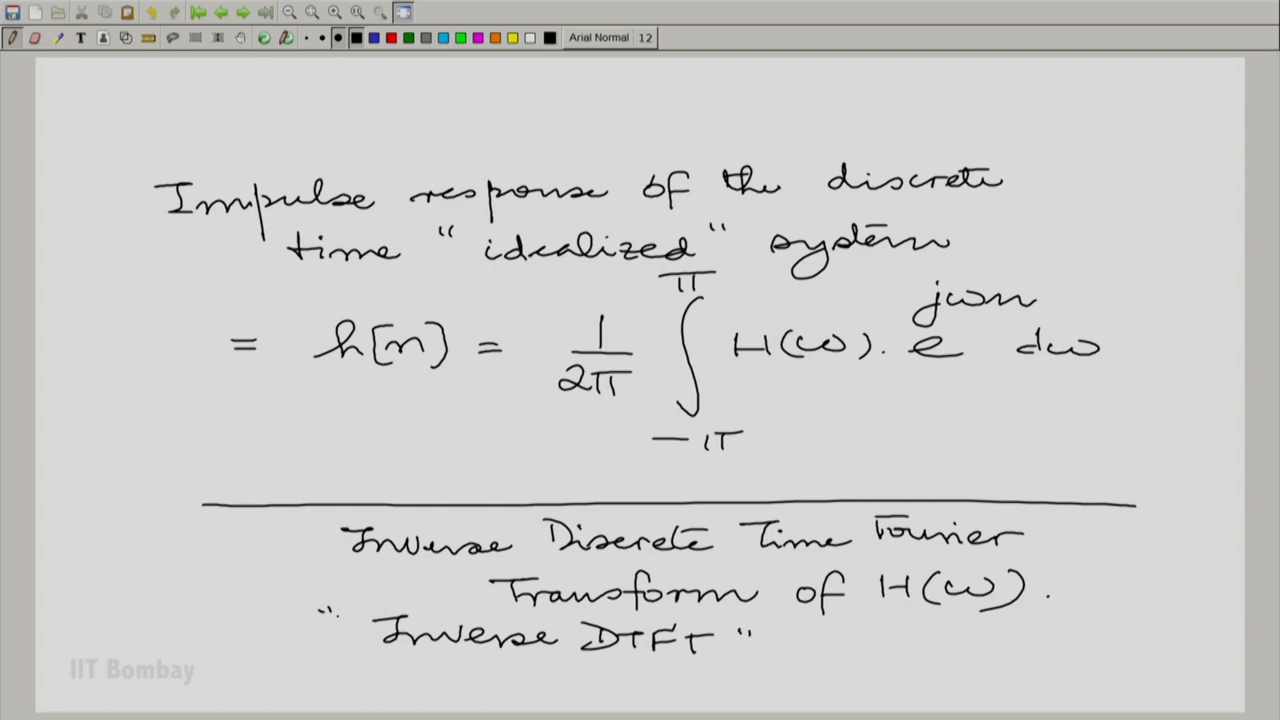 Arial Normal 12
Impulse response of the discrete
time "idealized" system
= h[n] = 1/2π ∫_{-π}^{π} H(ω). e^{jωn} dω
Inverse Discrete Time Fourier
Transform of H(ω).
"Inverse DTFT"
IIT Bombay